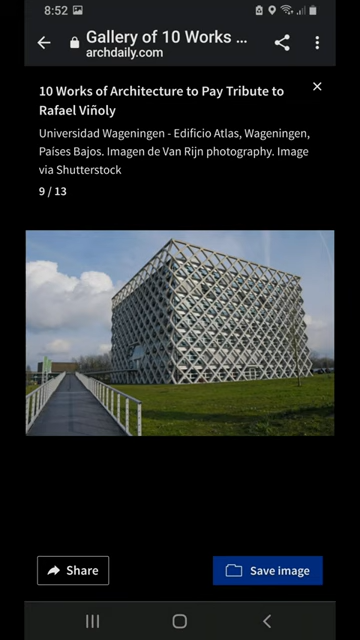 8:52
Gallery of 10 Works ...
archdaily.com
10 Works of Architecture to Pay Tribute to
Rafael Viñoly
Universidad Wageningen - Edificio Atlas, Wageningen,
Países Bajos. Imagen de Van Rijn photography. Image
via Shutterstock
9 / 13
Share
Save image